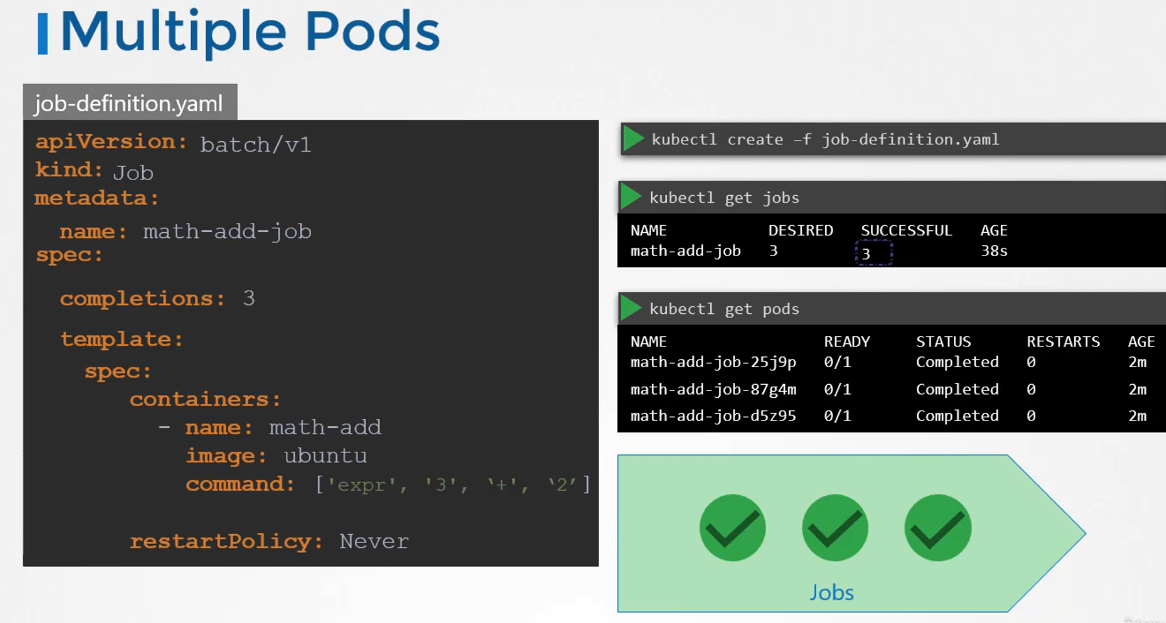 Multiple Pods
job-definition.yaml
apiVersion: batch/v1
kind: Job
metadata:
name: math-add-job
spec:
completions: 3
template:
spec:
containers:
- name: math-add
image: ubuntu
command: ['expr', '3', ‘+’, ‘2’]
restartPolicy: Never
kubectl create –f job-definition.yaml
kubectl get jobs
NAME DESIRED SUCCESSFUL AGE
math-add-job 3 3 38s
kubectl get pods
NAME READY STATUS RESTARTS AGE
math-add-job-25j9p 0/1 Completed 0 2m
math-add-job-87g4m 0/1 Completed 0 2m
math-add-job-d5z95 0/1 Completed 0 2m
Jobs